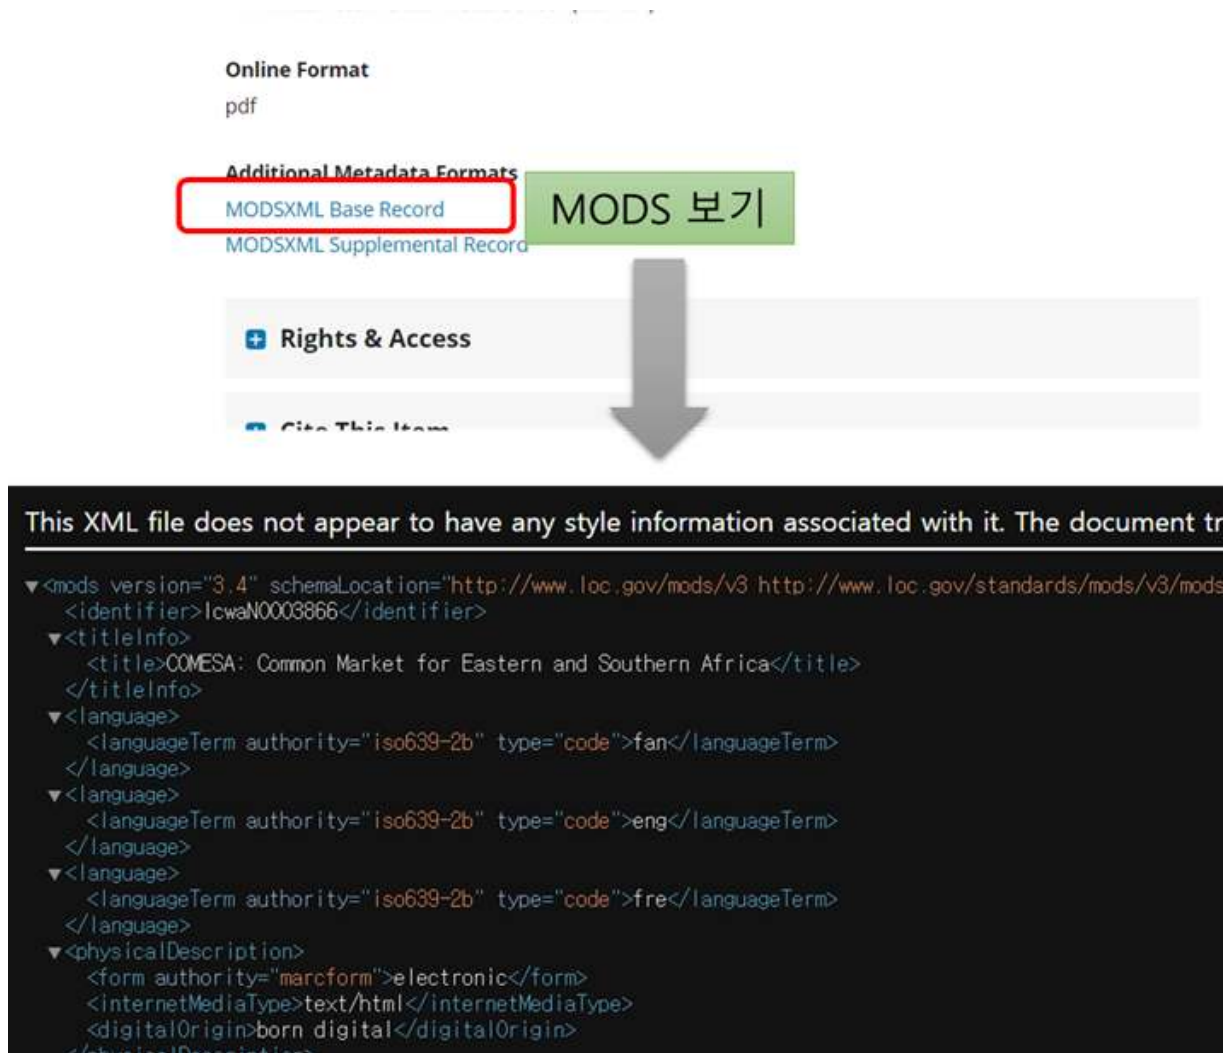 Online Format
pdf
Additional Metadata Formats
MODSXML Base Record
MODS 보기
MODSXML Supplemental Record
Rights & Access
Cite This Item
This XML file does not appear to have any style information associated with it. The document tr
▼<mods version="3.4" schemaLocation="http://www.loc.gov/mods/v3 http://www.loc.gov/standards/mods/v3/mods
<identifier>lcwaN0003866</identifier>
▼<titleInfo>
<title>COMESA: Common Market for Eastern and Southern Africa</title>
</titleInfo>
▼<language>
<languageTerm authority="iso639-2b" type="code">fan</languageTerm>
</language>
▼<language>
<languageTerm authority="iso639-2b" type="code">eng</languageTerm>
</language>
▼<language>
<languageTerm authority="iso639-2b" type="code">fre</languageTerm>
</language>
▼<physicalDescription>
<form authority="marcform">electronic</form>
<internetMediaType>text/html</internetMediaType>
<digitalOrigin>born digital</digitalOrigin>
</physicalDescription>